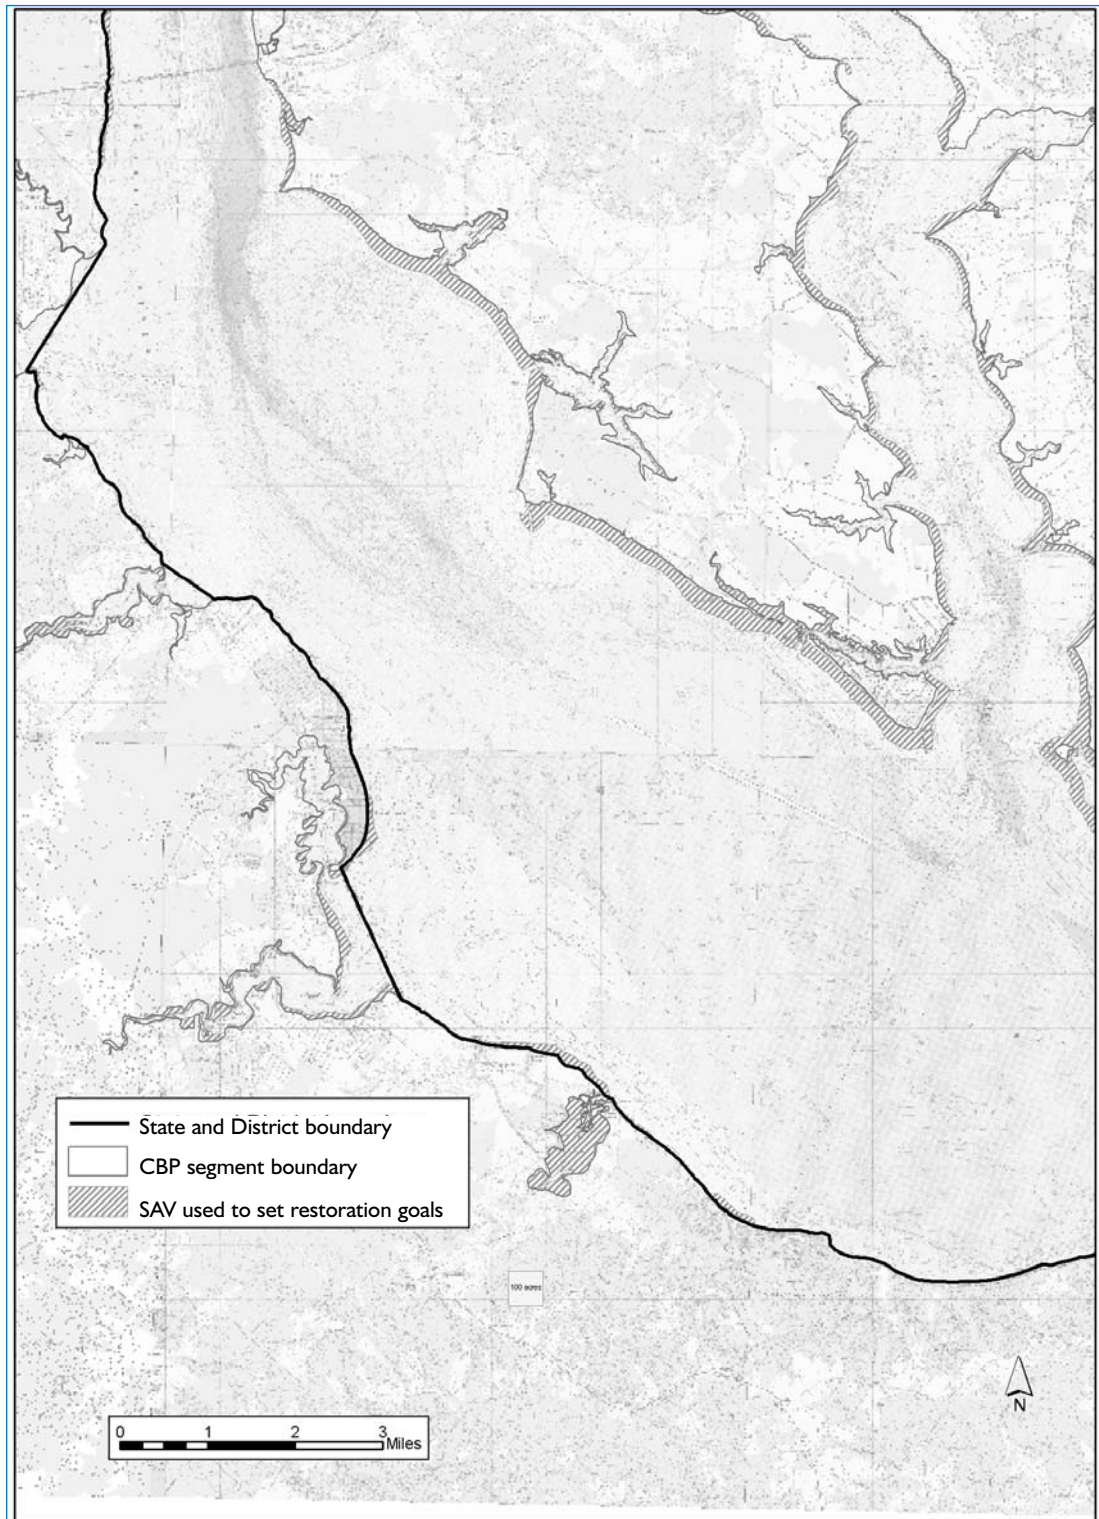 State and District boundary
CBP segment boundary
SAV used to set restoration goals
100 acres
N
0 1 2 3
Miles